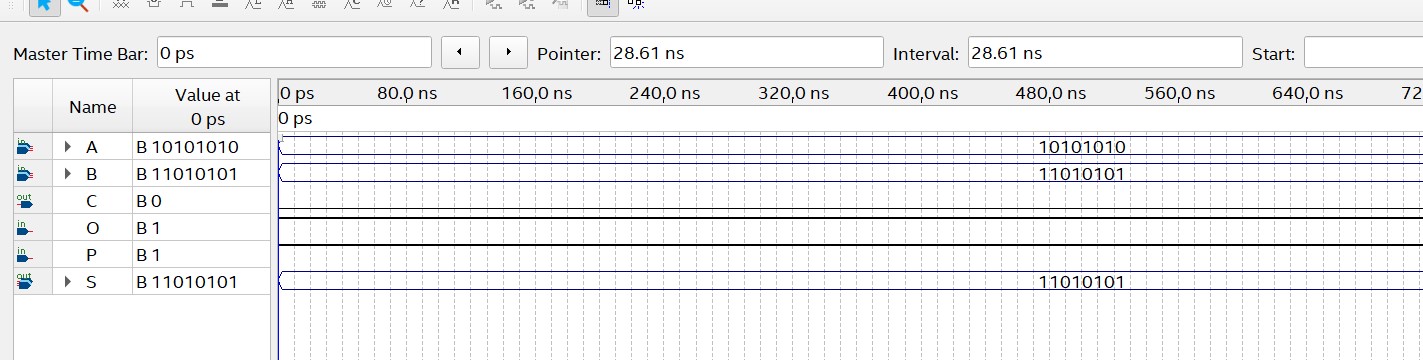 Master Time Bar: 0 ps Pointer: 28.61 ns Interval: 28.61 ns Start:
Name Value at 0 ps 0 ps 80.0 ns 160,0 ns 240,0 ns 320,0 ns 400,0 ns 480,0 ns 560,0 ns 640,0 ns 72
0 ps
in A B 10101010 10101010
in B B 11010101 11010101
out C B 0
in O B 1
in P B 1
out S B 11010101 11010101